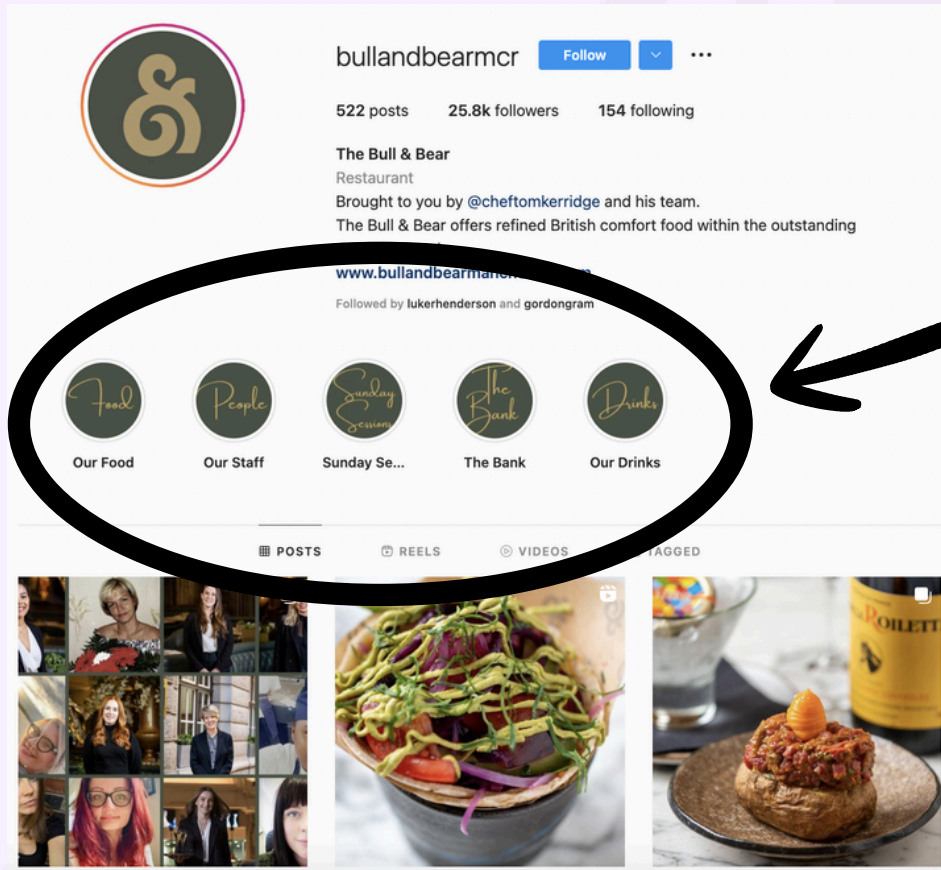 &
bullandbearmcr Follow
522 posts 25.8k followers 154 following
The Bull & Bear
Restaurant
Brought to you by @cheftomkerridge and his team.
The Bull & Bear offers refined British comfort food within the outstanding
Followed by lukerhenderson and gordongram
Food People Sunday Sessions The Bank Drinks
Our Food Our Staff Sunday Se... The Bank Our Drinks
POSTS REELS VIDEOS TAGGED